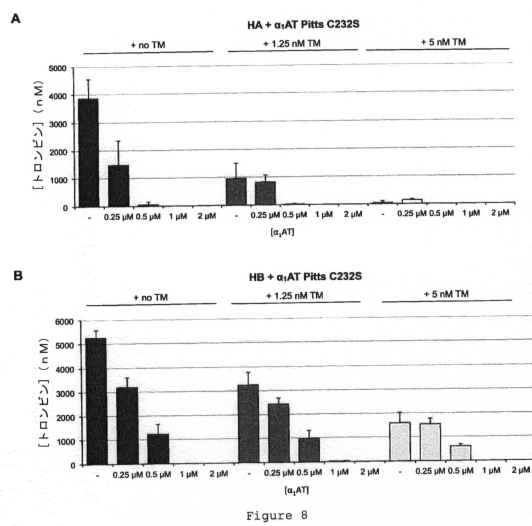 A
HA + α₁AT Pitts C232S
+ no TM
+ 1.25 nM TM
+ 5 nM TM
[トロンビン] (nM)
5000
4000
3000
2000
1000
0
- 0.25 µM 0.5 µM 1 µM 2 µM
- 0.25 µM 0.5 µM 1 µM 2 µM
- 0.25 µM 0.5 µM 1 µM 2 µM
[α₁AT]
B
HB + α₁AT Pitts C232S
+ no TM
+ 1.25 nM TM
+ 5 nM TM
[トロンビン] (nM)
6000
5000
4000
3000
2000
1000
0
- 0.25 µM 0.5 µM 1 µM 2 µM
- 0.25 µM 0.5 µM 1 µM 2 µM
- 0.25 µM 0.5 µM 1 µM 2 µM
[α₁AT]
Figure 8